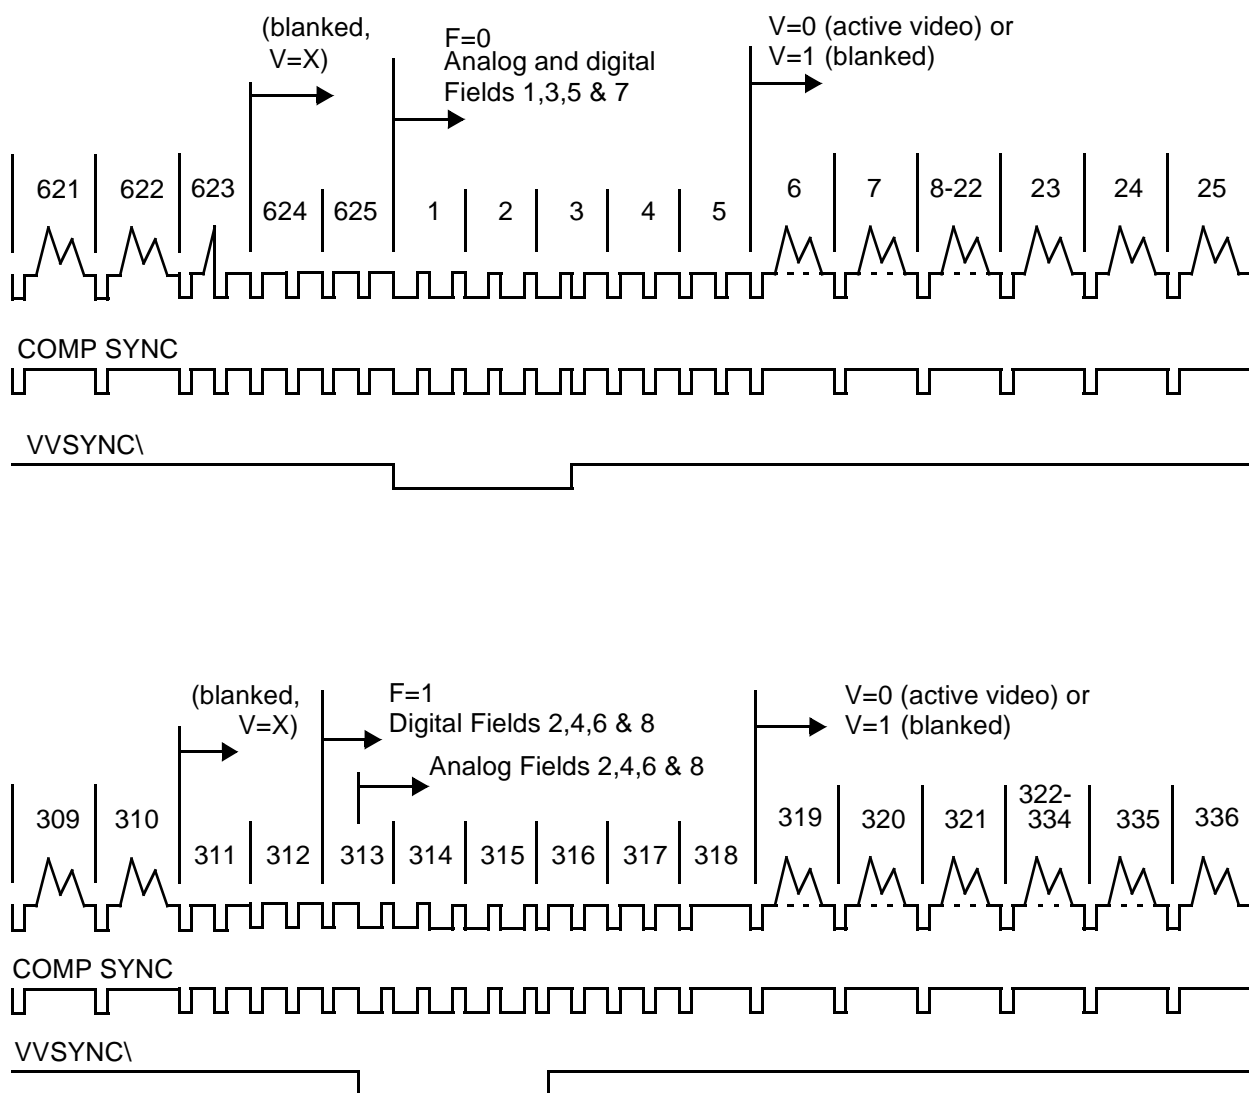 (blanked,
V=X)
F=0
Analog and digital
Fields 1,3,5 & 7
V=0 (active video) or
V=1 (blanked)
621 622 623 624 625 1 2 3 4 5 6 7 8-22 23 24 25
COMP SYNC
VVSYNC\
(blanked,
V=X)
F=1
Digital Fields 2,4,6 & 8
Analog Fields 2,4,6 & 8
V=0 (active video) or
V=1 (blanked)
309 310 311 312 313 314 315 316 317 318 319 320 321 322-
334 335 336
COMP SYNC
VVSYNC\